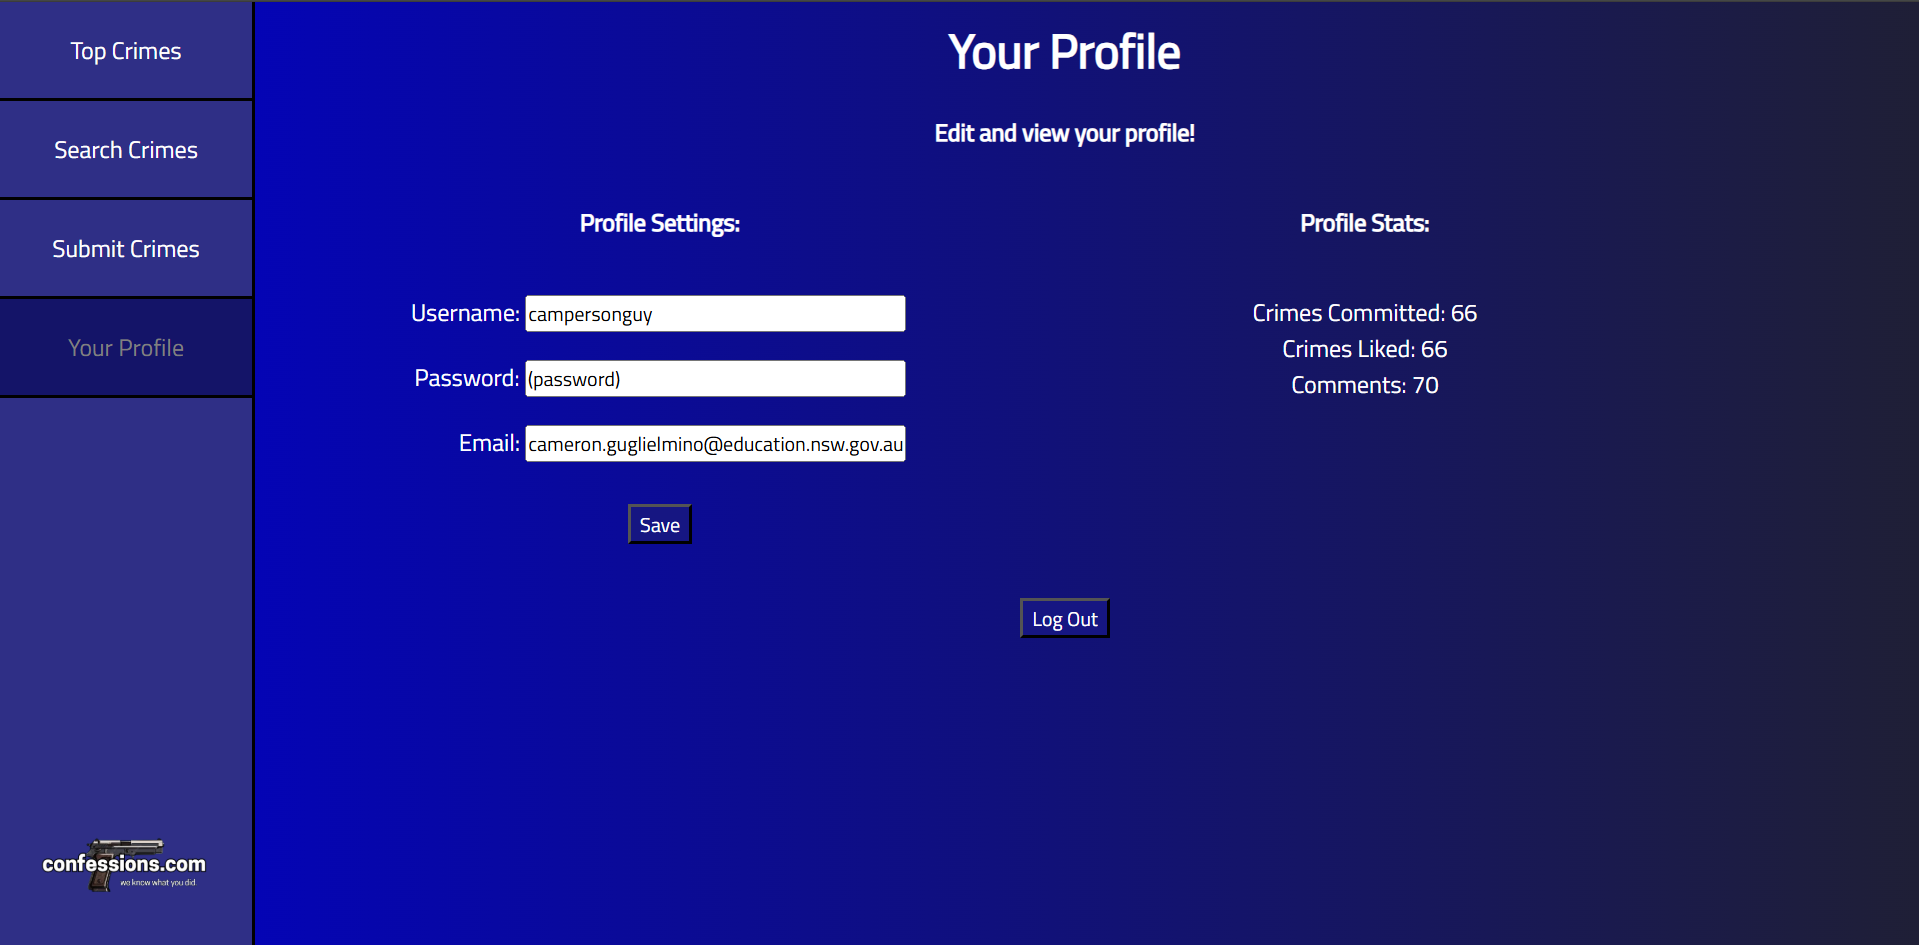 Top Crimes
Search Crimes
Submit Crimes
Your Profile
confessions.com
we know what you did
Your Profile
Edit and view your profile!
Profile Settings:
Username: campersonguy
Password: (password)
Email: cameron.guglielmino@education.nsw.gov.au
Save
Profile Stats:
Crimes Committed: 66
Crimes Liked: 66
Comments: 70
Log Out